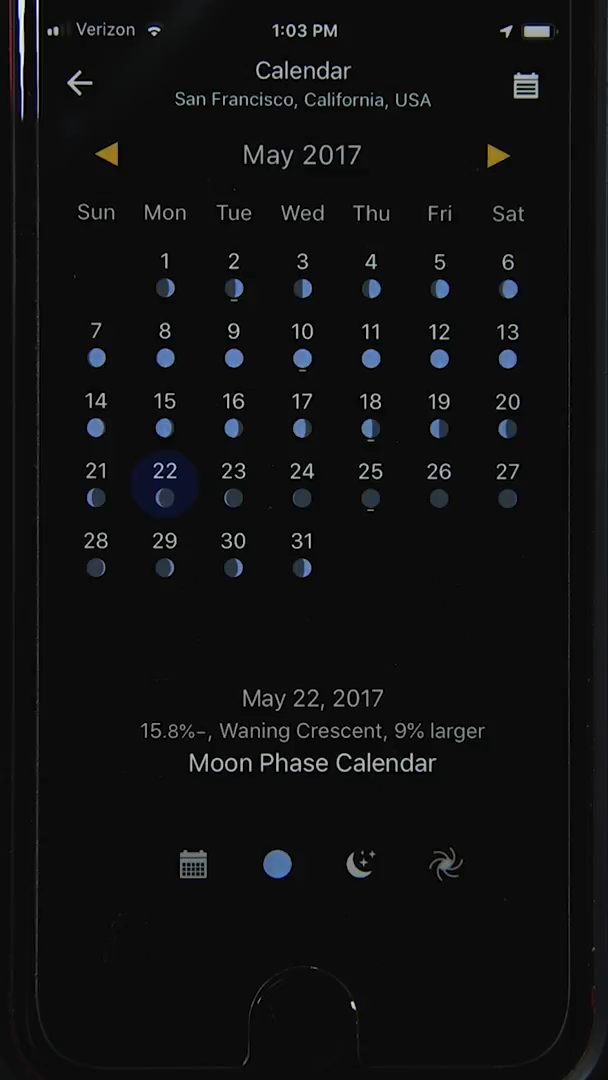 Verizon 1:03 PM
Calendar
San Francisco, California, USA
May 2017
Sun Mon Tue Wed Thu Fri Sat
1 2 3 4 5 6
7 8 9 10 11 12 13
14 15 16 17 18 19 20
21 22 23 24 25 26 27
28 29 30 31
May 22, 2017
15.8%-, Waning Crescent, 9% larger
Moon Phase Calendar